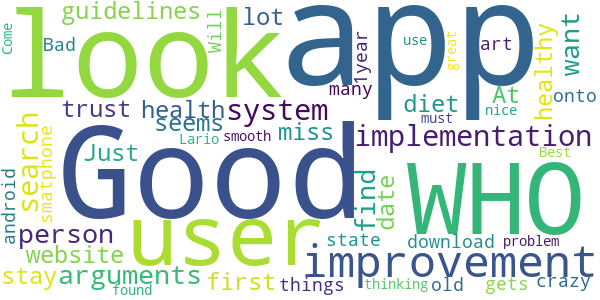 look app
Good WHO
user improvement
guidelines lot
Come Bad Will
many 1year use great art want
trust health system diet At healthy onto
seems miss must nice
search smatphone android
Just Lario smooth implementation Best
person find date
website state download problem
stay arguments first things thinking old gets crazy
found